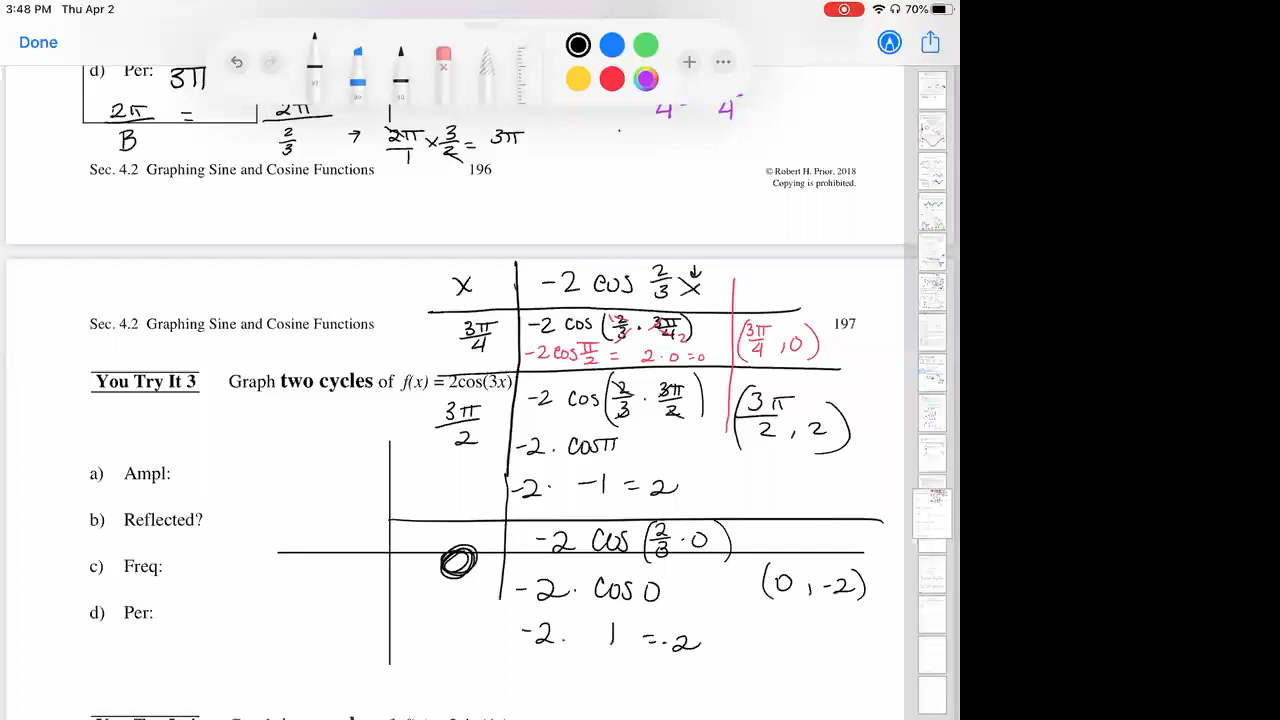 3:48 PM Thu Apr 2
70%
Done
d) Per: 3π
2π/B = 2π/(2/3) → 2π/1 × 3/2 = 3π
4 4
Sec. 4.2 Graphing Sine and Cosine Functions 196
© Robert H. Prior, 2018
Copying is prohibited.
x -2 cos 2/3 x
Sec. 4.2 Graphing Sine and Cosine Functions 197
3π/4 -2 cos (2/3 · 3π/4) (3π/4, 0)
-2 cos π/2 = 2·0=0
You Try It 3 Graph two cycles of f(x) = 2cos(3x)
3π/2 -2 cos (2/3 · 3π/2) (3π/2, 2)
-2 · cosπ
a) Ampl:
-2 · -1 = 2
b) Reflected?
-2 cos (2/3 · 0)
c) Freq:
0 -2 · cos 0 (0, -2)
d) Per:
-2 · 1 = -2